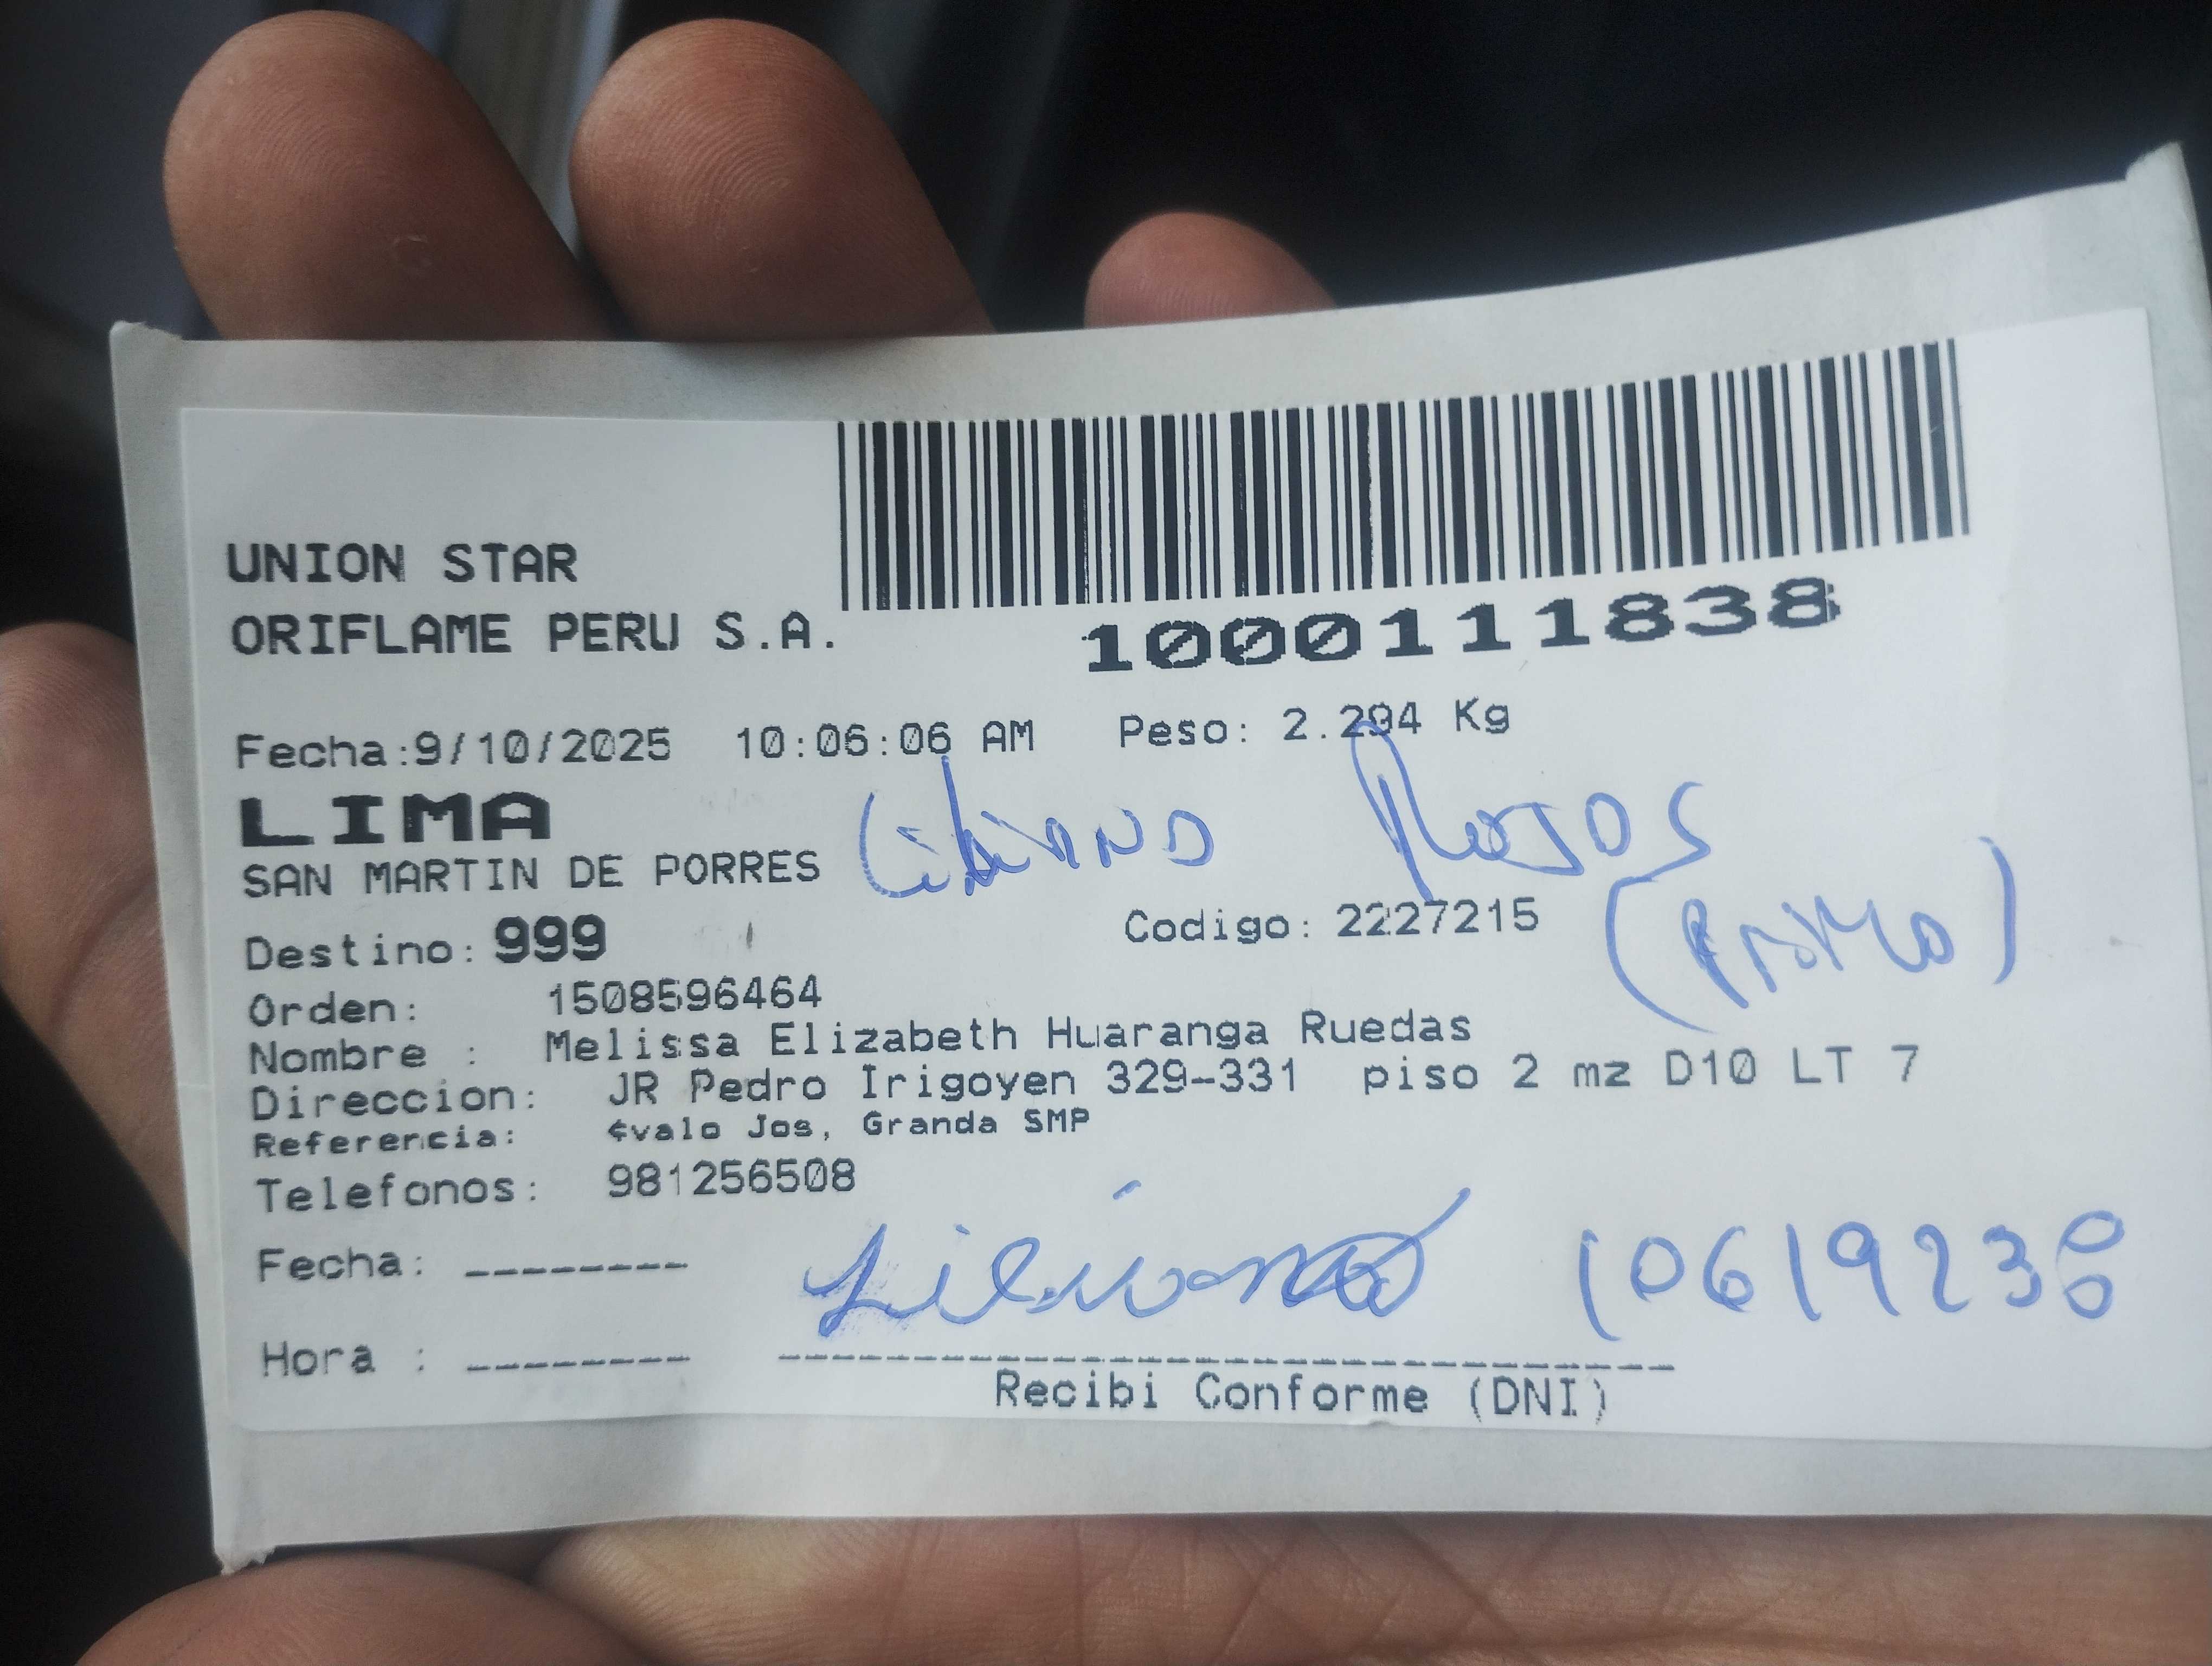 UNION STAR
ORIFLAME PERU S.A.
1000111838
Fecha:9/10/2025 10:06:06 AM Peso: 2.294 Kg
LIMA
SAN MARTIN DE PORRES
Rojas
(Primo)
Destino: 999 Codigo: 2227215
Orden: 1508596464
Nombre : Melissa Elizabeth Huaranga Ruedas
Direccion: JR Pedro Irigoyen 329-331 piso 2 mz D10 LT 7
Referencia: ¢valo Jos, Granda SMP
Telefonos: 981256508
Fecha: --------
10619238
Hora : --------
Recibi Conforme (DNI)